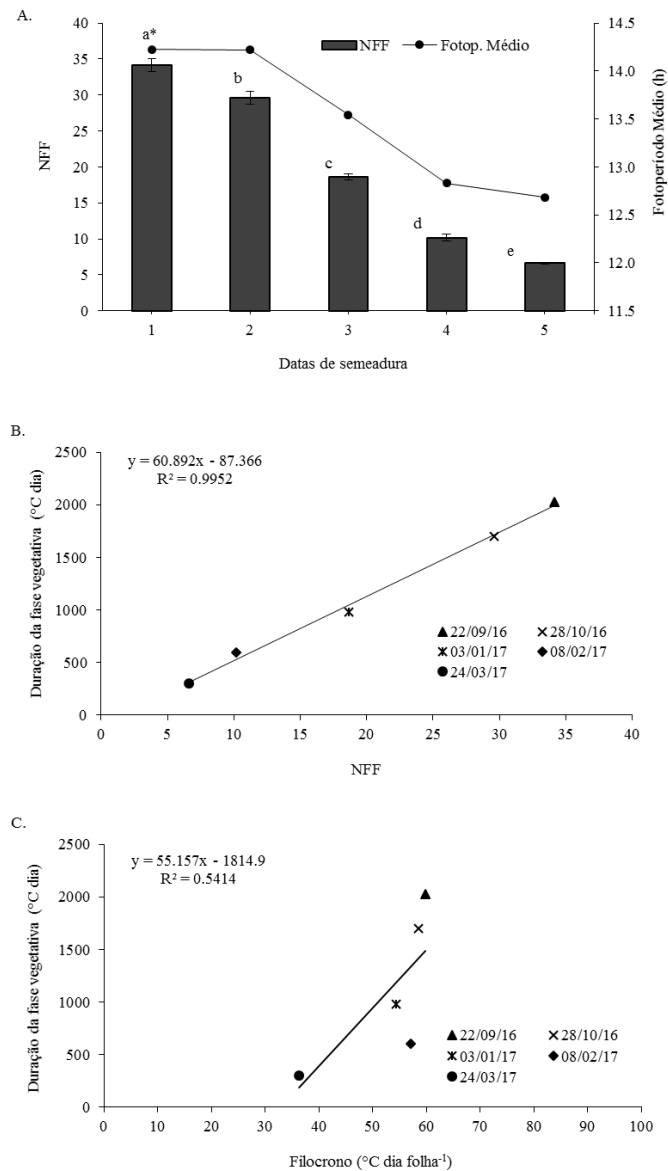 A.
NFF
Fotop. Médio
NFF
40
35
30
25
20
15
10
5
0
a*
b
c
d
e
14.5
14.0
13.5
13.0
12.5
12.0
11.5
Fotoperíodo Médio (h)
1 2 3 4 5
Datas de semeadura
B.
y = 60.892x - 87.366
R² = 0.9952
Duração da fase vegetativa (°C dia)
2500
2000
1500
1000
500
0
22/09/16 28/10/16
03/01/17 08/02/17
24/03/17
0 5 10 15 20 25 30 35 40
NFF
C.
y = 55.157x - 1814.9
R² = 0.5414
Duração da fase vegetativa (°C dia)
2500
2000
1500
1000
500
0
22/09/16 28/10/16
03/01/17 08/02/17
24/03/17
0 10 20 30 40 50 60 70 80 90 100
Filocrono (°C dia folha⁻¹)